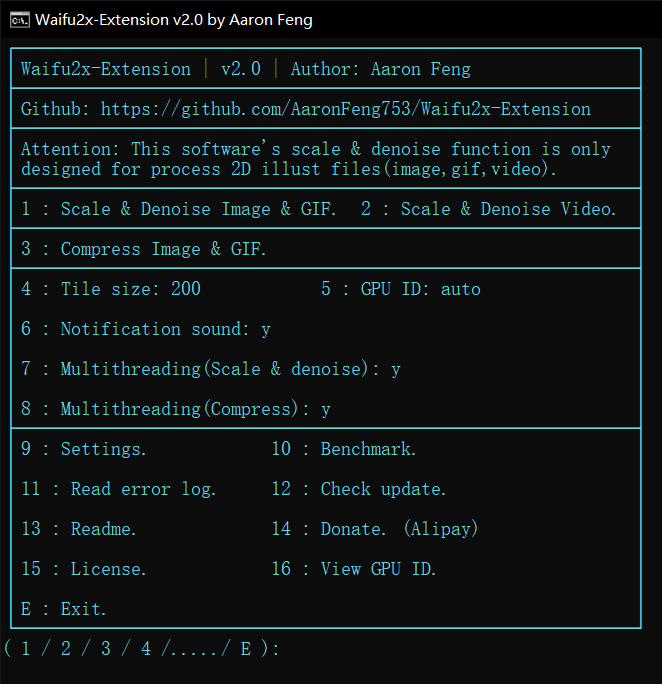 Waifu2x-Extension v2.0 by Aaron Feng
Waifu2x-Extension | v2.0 | Author: Aaron Feng
Github: https://github.com/AaronFeng753/Waifu2x-Extension
Attention: This software's scale & denoise function is only
designed for process 2D illust files(image,gif,video).
1 : Scale & Denoise Image & GIF. 2 : Scale & Denoise Video.
3 : Compress Image & GIF.
4 : Tile size: 200 5 : GPU ID: auto
6 : Notification sound: y
7 : Multithreading(Scale & denoise): y
8 : Multithreading(Compress): y
9 : Settings. 10 : Benchmark.
11 : Read error log. 12 : Check update.
13 : Readme. 14 : Donate. (Alipay)
15 : License. 16 : View GPU ID.
E : Exit.
( 1 / 2 / 3 / 4 /...../ E ):